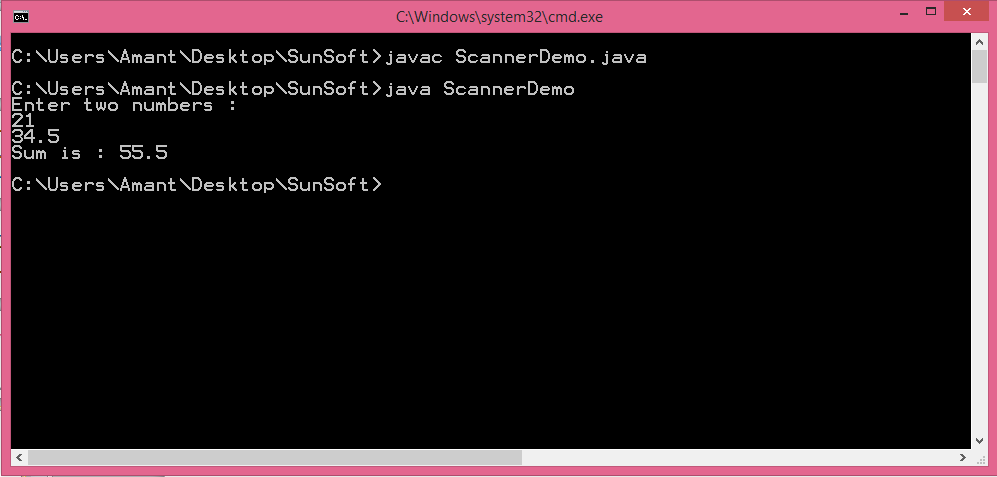 C:\Windows\system32\cmd.exe
C:\Users\Amant\Desktop\SunSoft>javac ScannerDemo.java
C:\Users\Amant\Desktop\SunSoft>java ScannerDemo
Enter two numbers :
21
34.5
Sum is : 55.5
C:\Users\Amant\Desktop\SunSoft>